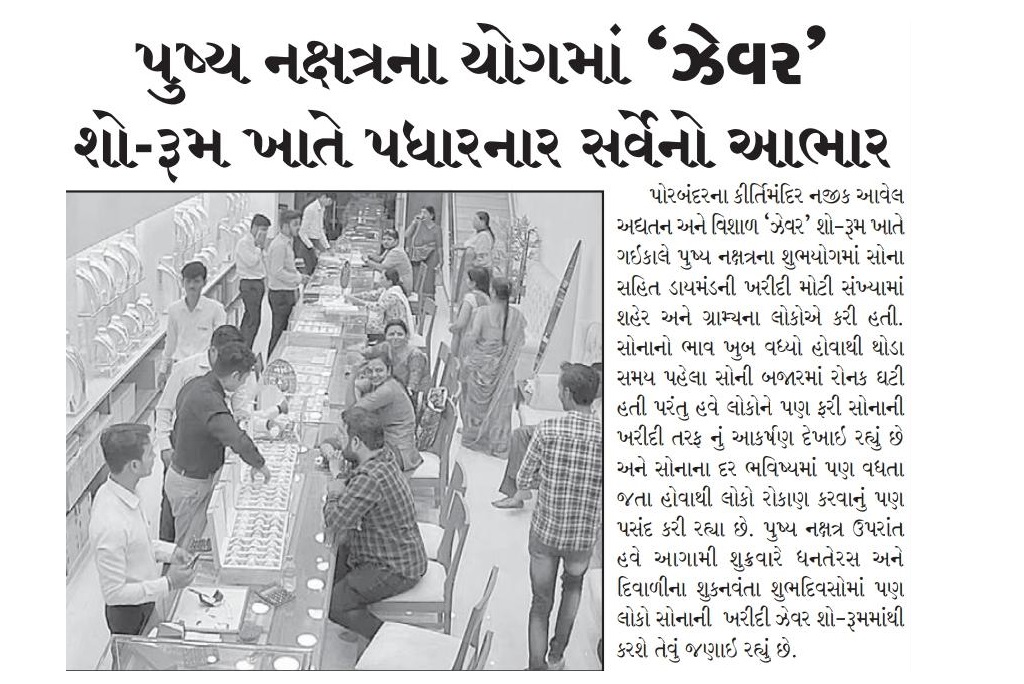 પુષ્ય નક્ષત્રના યોગમાં ‘ઝેવર’
શો-રૂમ ખાતે પધારનાર સર્વેનો આભાર
પોરબંદરના કીર્તિમંદિર નજીક આવેલ
અદ્યતન અને વિશાળ ‘ઝેવર’ શો-રૂમ ખાતે
ગઇકાલે પુષ્ય નક્ષત્રના શુભયોગમાં સોના
સહિત ડાયમંડની ખરીદી મોટી સંખ્યામાં
શહેર અને ગ્રામ્યના લોકોએ કરી હતી.
સોનાનો ભાવ ખુબ વધ્યો હોવાથી થોડા
સમય પહેલા સોની બજારમાં રોનક ઘટી
હતી પરંતુ હવે લોકોને પણ ફરી સોનાની
ખરીદી તરફ નું આકર્ષણ દેખાઇ રહ્યું છે
અને સોનાના દર ભવિષ્યમાં પણ વધતા
જતા હોવાથી લોકો રોકાણ કરવાનું પણ
પસંદ કરી રહ્યા છે. પુષ્ય નક્ષત્ર ઉપરાંત
હવે આગામી શુક્રવારે ધનતેરસ અને
દિવાળીના શુકનવંતા શુભદિવસોમાં પણ
લોકો સોનાની ખરીદી ઝેવર શો-રૂમમાંથી
કરશે તેવું જણાઇ રહ્યું છે.